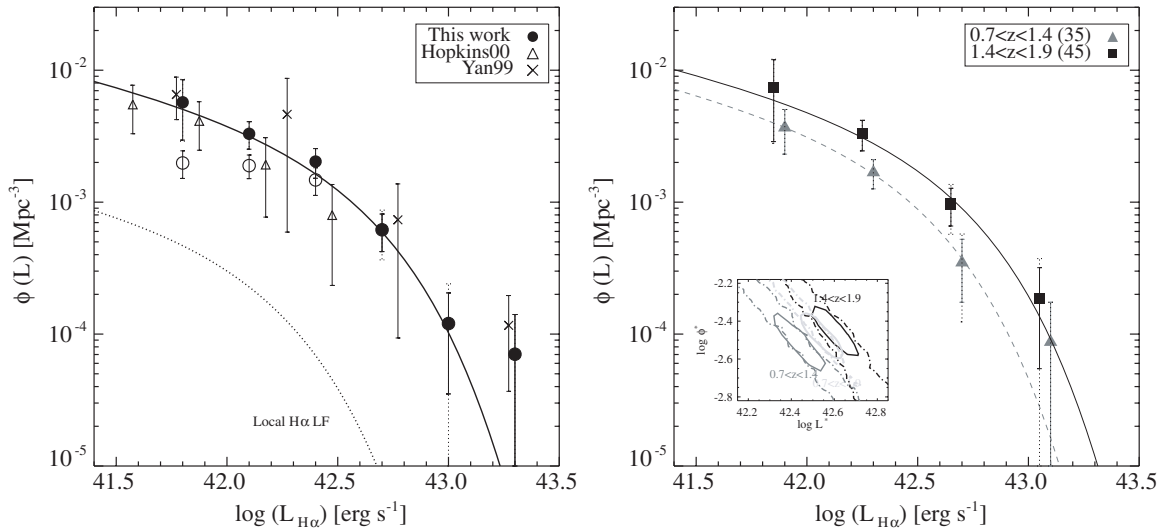 This work
Hopkins00
Yan99
10⁻²
10⁻³
10⁻⁴
10⁻⁵
ϕ (L) [Mpc⁻³]
Local Hα LF
41.5 42.0 42.5 43.0 43.5
log (L Hα) [erg s⁻¹]
0.7<z<1.4 (35)
1.4<z<1.9 (45)
10⁻²
10⁻³
10⁻⁴
10⁻⁵
ϕ (L) [Mpc⁻³]
-2.2
-2.4
-2.6
-2.8
log ϕ*
1.4<z<1.9
0.7<z<1.4
42.2 42.4 42.6 42.8
log L*
41.5 42.0 42.5 43.0 43.5
log (L Hα) [erg s⁻¹]